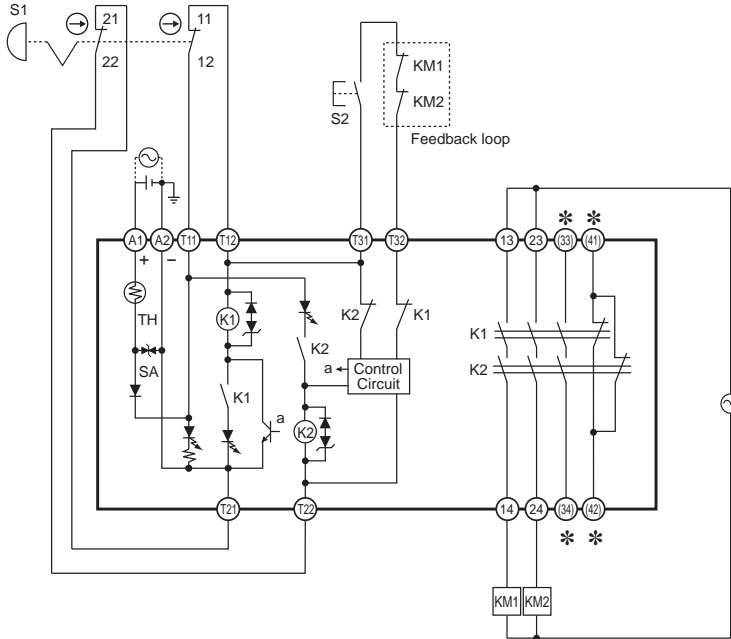 S1
21
22
11
12
S2
KM1
KM2
Feedback loop
A1
A2
T11
T12
T31
T32
13
23
(33)
(41)
*
*
+
−
TH
SA
K1
K1
a
K2
K2
K2
K1
a
Control
Circuit
K1
K2
T21
T22
14
24
(34)
(42)
*
*
KM1
KM2